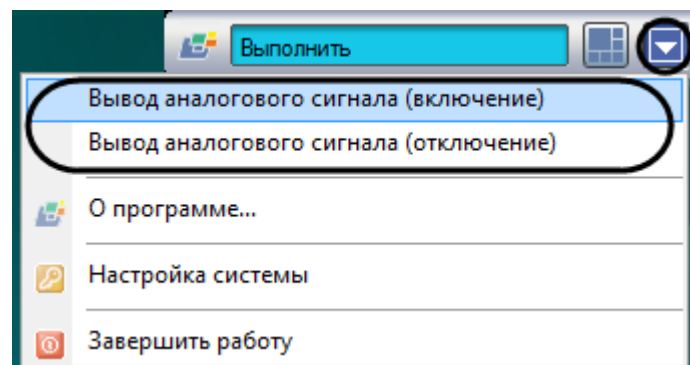 Выполнить
Вывод аналогового сигнала (включение)
Вывод аналогового сигнала (отключение)
О программе...
Настройка системы
Завершить работу